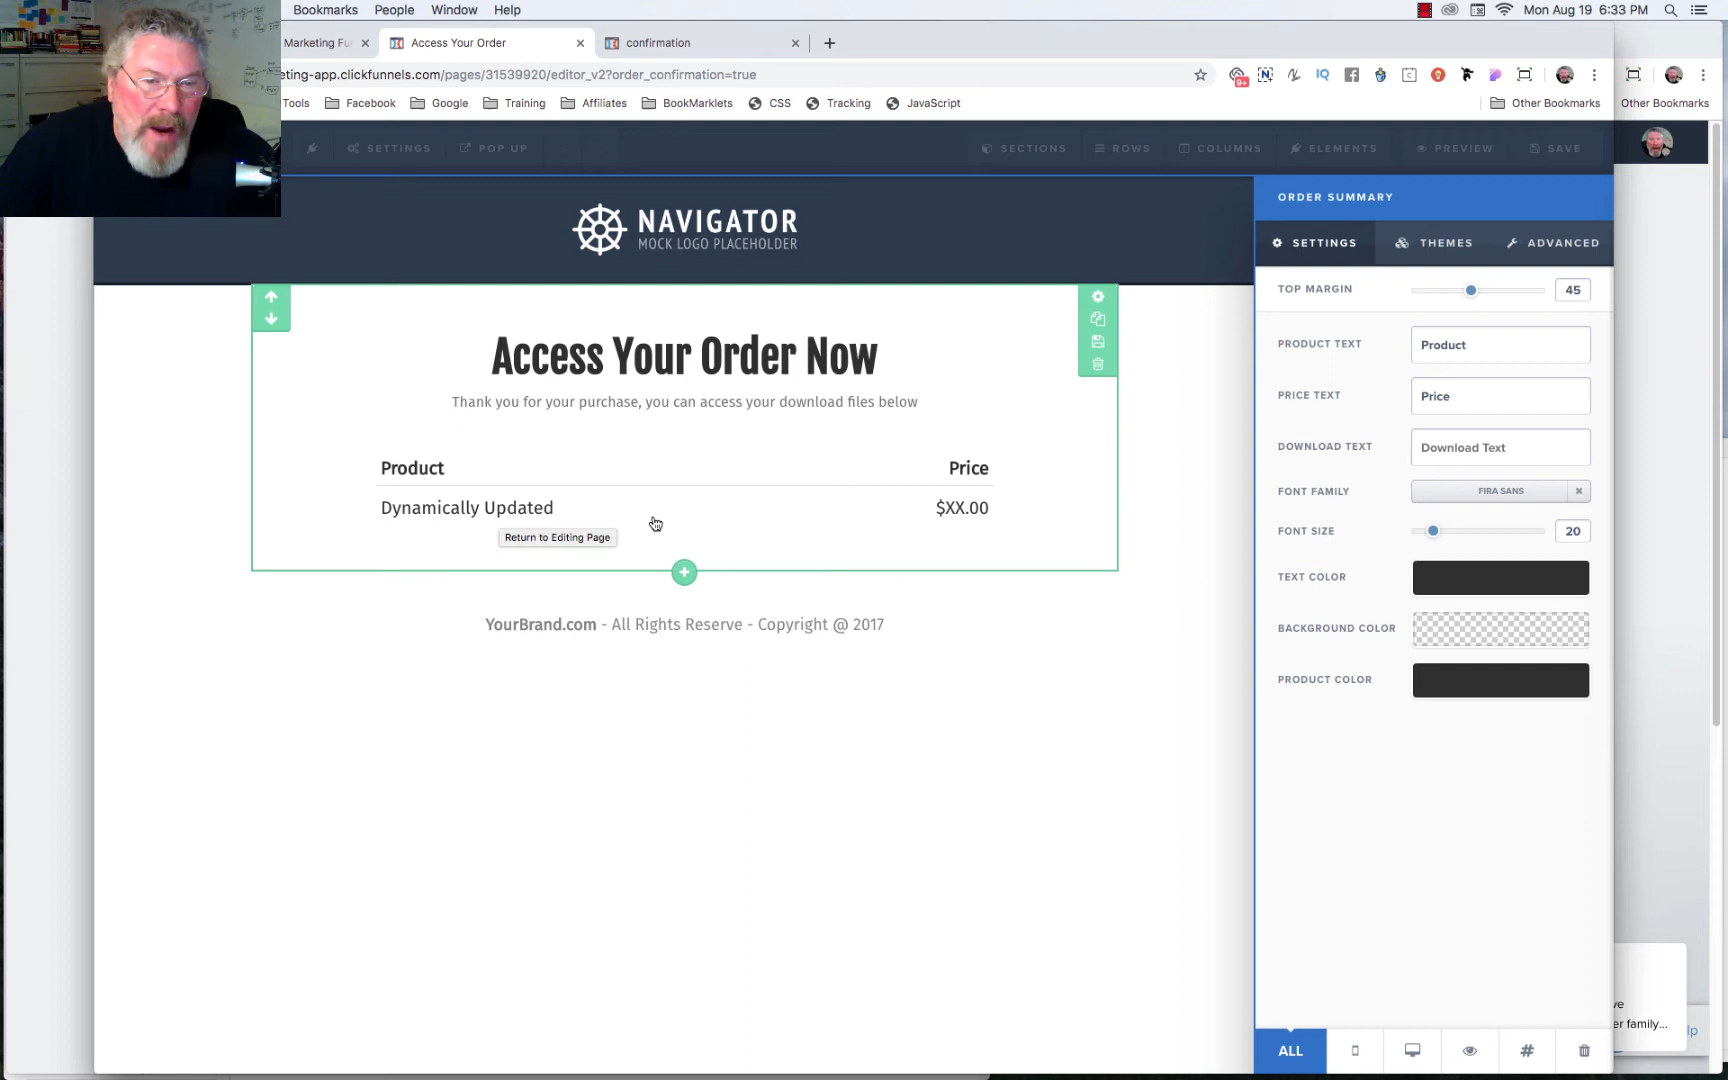 Bookmarks People Window Help
Mon Aug 19 6:33 PM
Marketing Fu
Access Your Order
confirmation
eting-app.clickfunnels.com/pages/31539920/editor_v2?order_confirmation=true
9+
IQ
Tools Facebook Google Training Affiliates BookMarklets CSS Tracking JavaScript Other Bookmarks Other Bookmarks
SETTINGS POP UP SECTIONS ROWS COLUMNS ELEMENTS PREVIEW SAVE
NAVIGATOR
MOCK LOGO PLACEHOLDER
Access Your Order Now
Thank you for your purchase, you can access your download files below
Product Price
Dynamically Updated $XX.00
Return to Editing Page
YourBrand.com - All Rights Reserve - Copyright @ 2017
ORDER SUMMARY
SETTINGS THEMES ADVANCED
TOP MARGIN 45
PRODUCT TEXT Product
PRICE TEXT Price
DOWNLOAD TEXT Download Text
FONT FAMILY FIRA SANS
FONT SIZE 20
TEXT COLOR
BACKGROUND COLOR
PRODUCT COLOR
ve
er family...
lp
ALL